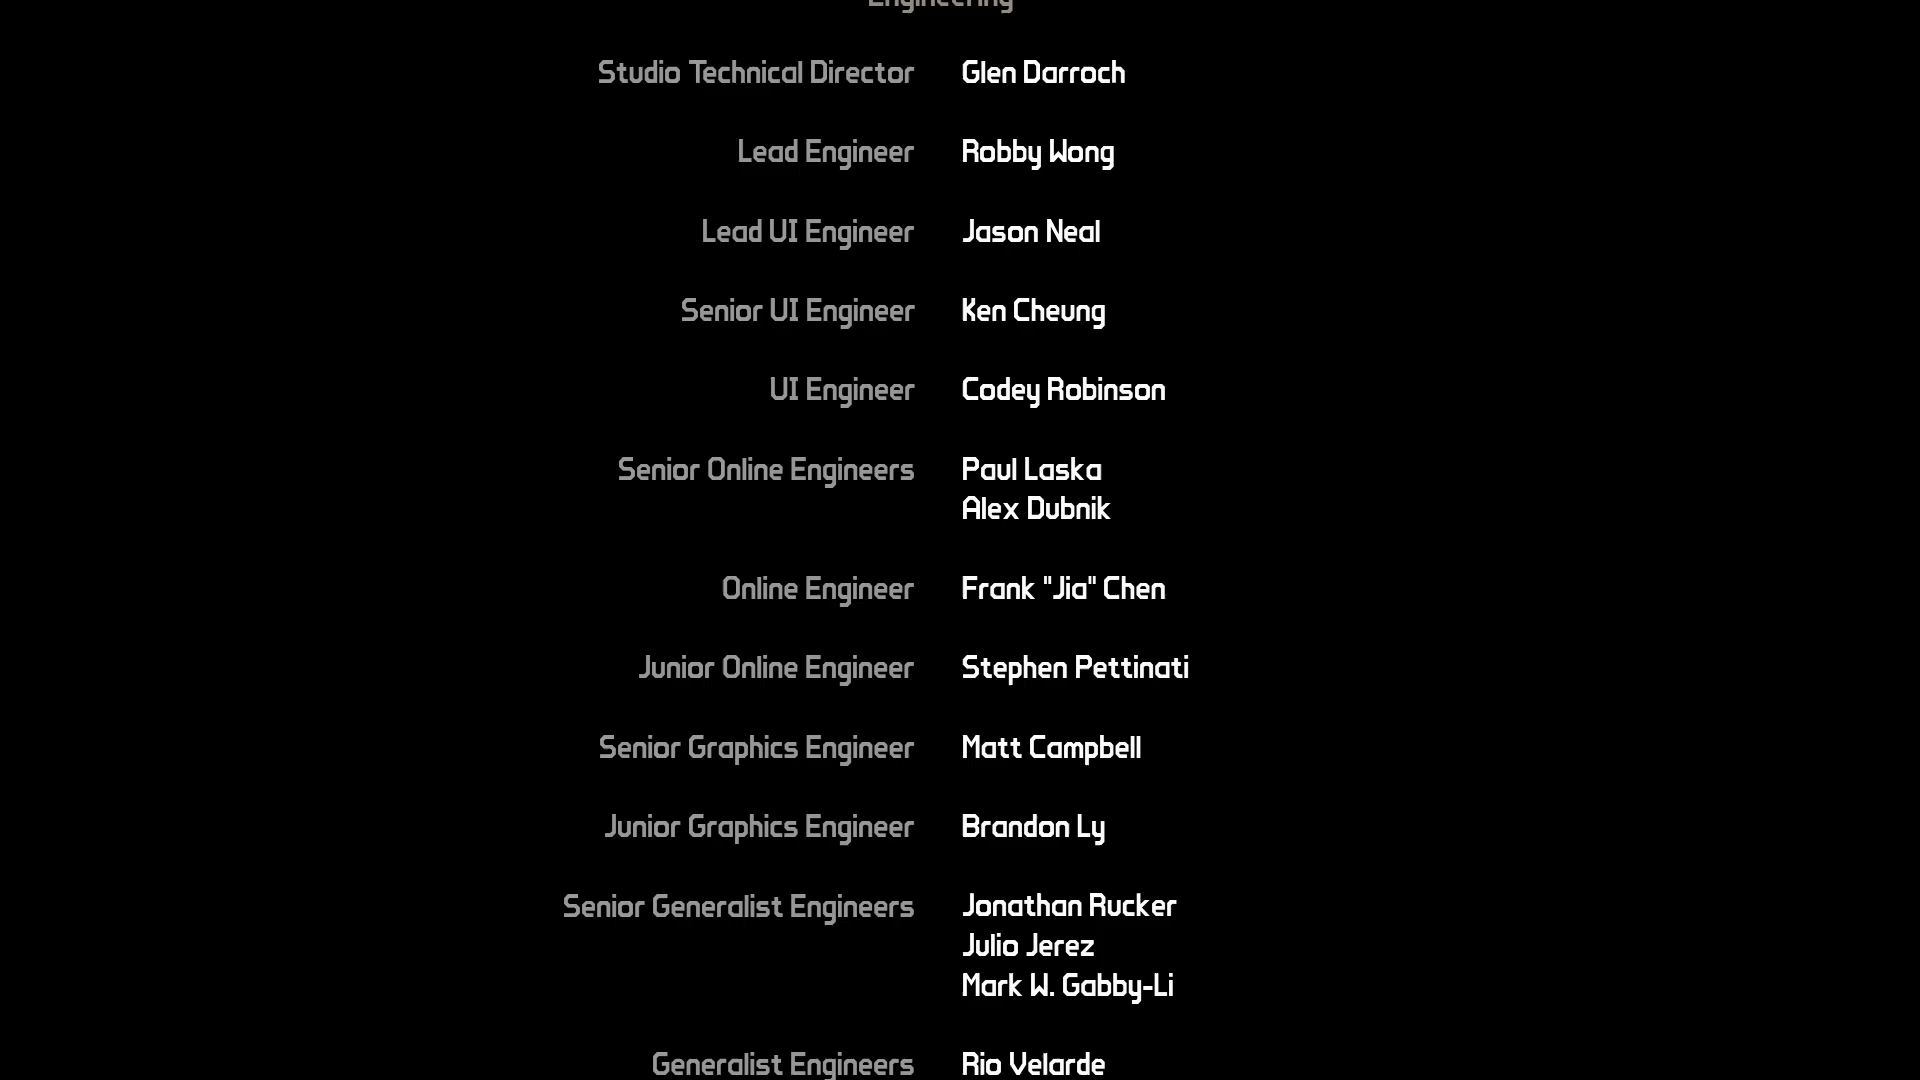 Engineering
Studio Technical Director Glen Darroch
Lead Engineer Robby Wong
Lead UI Engineer Jason Neal
Senior UI Engineer Ken Cheung
UI Engineer Codey Robinson
Senior Online Engineers Paul Laska
Alex Dubnik
Online Engineer Frank "Jia" Chen
Junior Online Engineer Stephen Pettinati
Senior Graphics Engineer Matt Campbell
Junior Graphics Engineer Brandon Ly
Senior Generalist Engineers Jonathan Rucker
Julio Jerez
Mark W. Gabby-Li
Generalist Engineers Rio Velarde